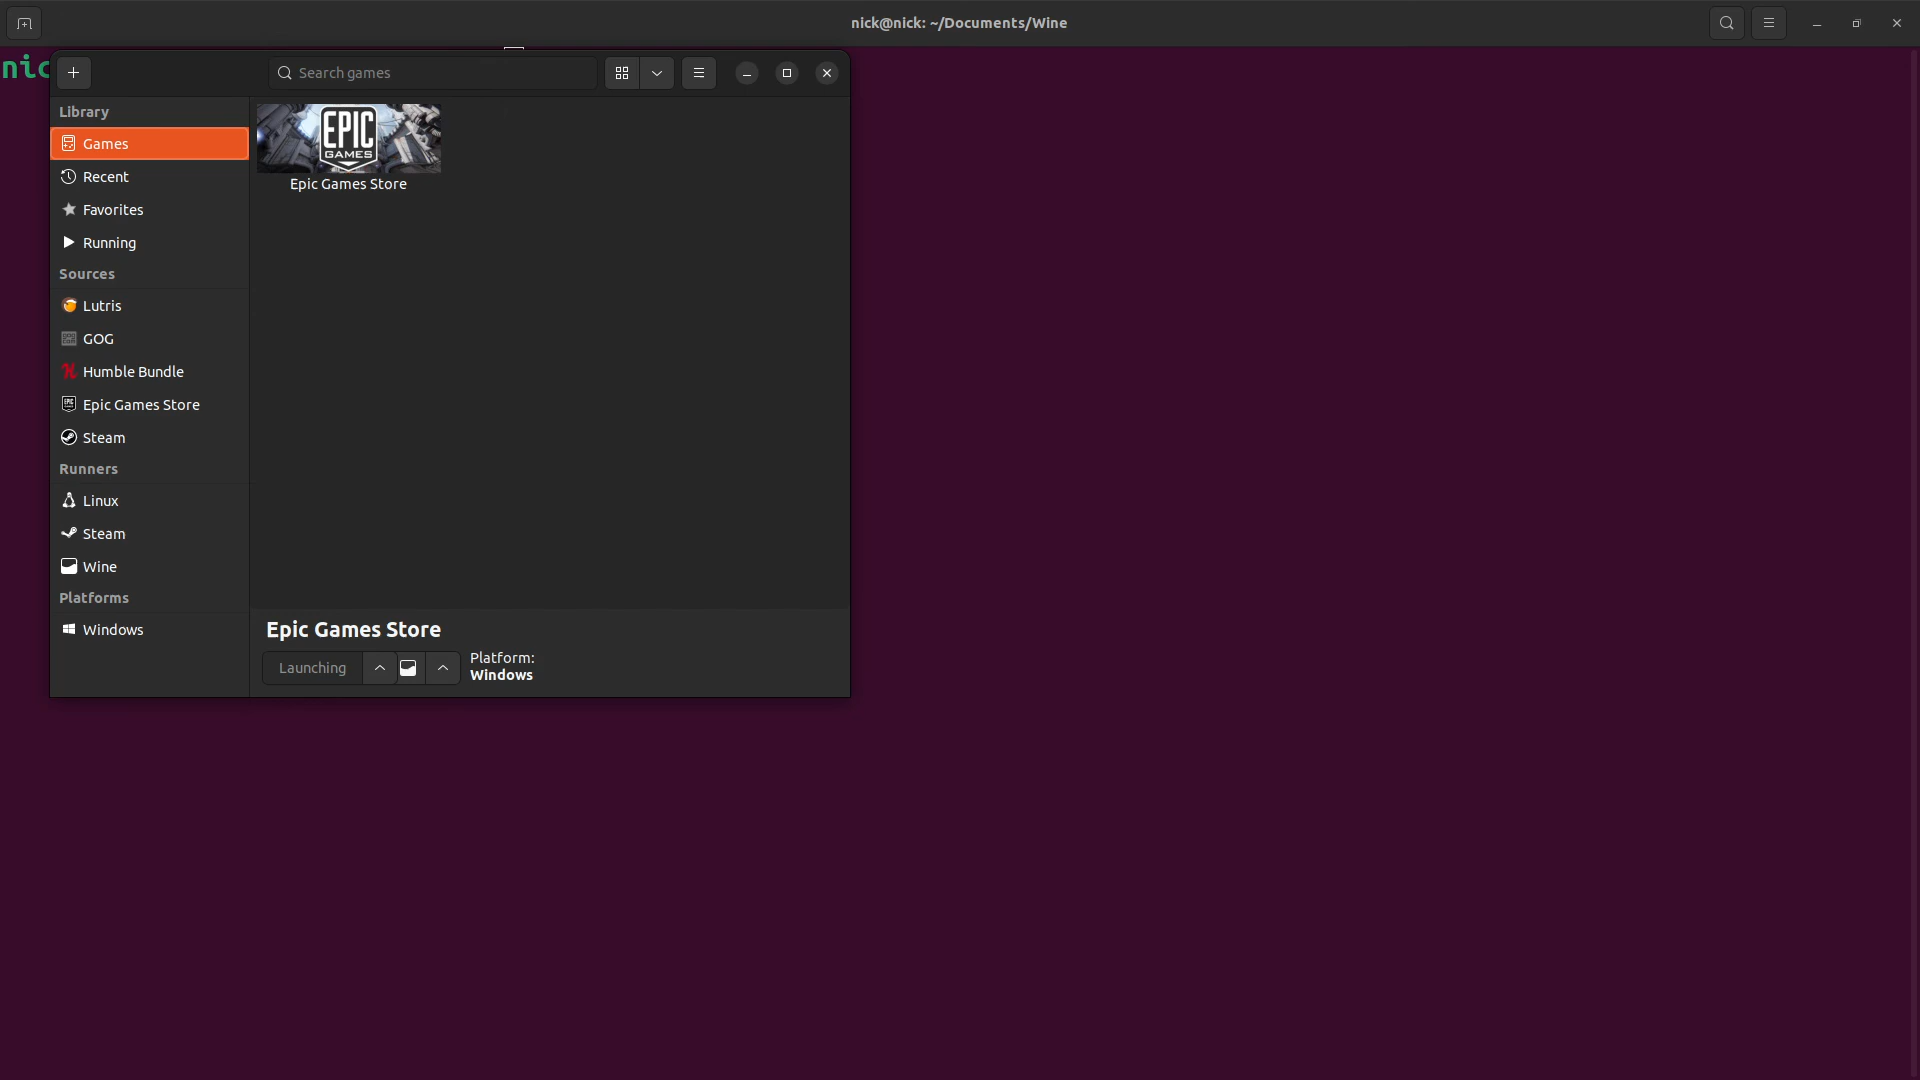 nick@nick: ~/Documents/Wine
nic
Search games
Library
Games
Recent
Favorites
Running
Sources
Lutris
GOG
Humble Bundle
Epic Games Store
Steam
Runners
Linux
Steam
Wine
Platforms
Windows
EPIC
GAMES
Epic Games Store
Epic Games Store
Launching
Platform:
Windows